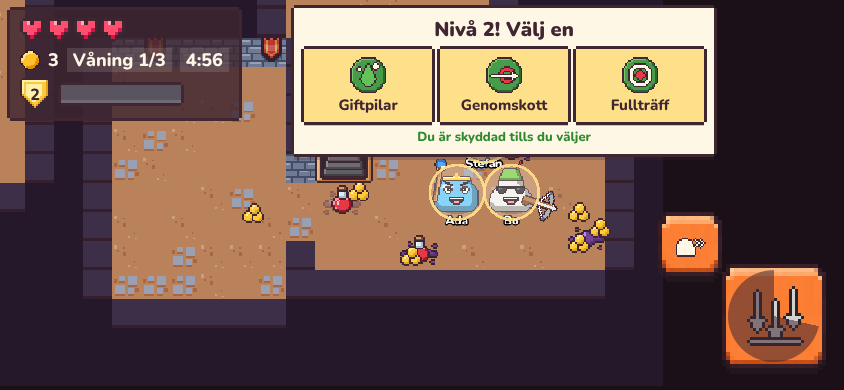 3 Våning 1/3 4:56
2
Nivå 2! Välj en
Giftpilar Genomskott Fullträff
Du är skyddad tills du väljer
Stefan
Ada Bo